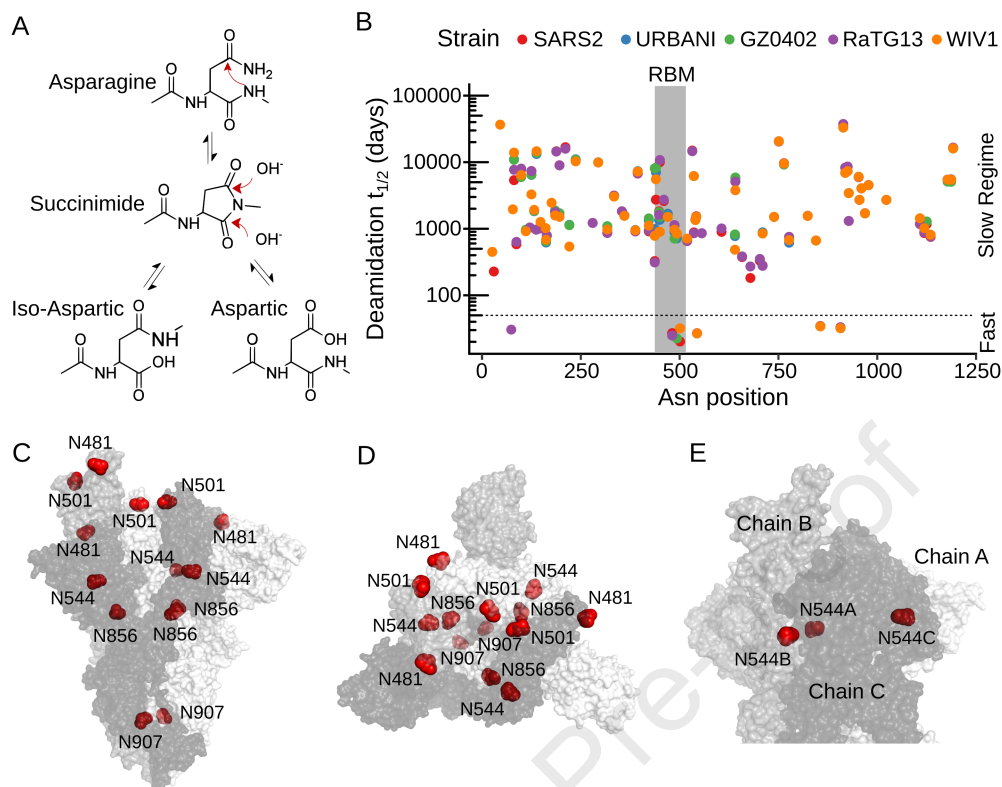 A
Asparagine
O
NH2
O
NH
NH
O
Succinimide
O
OH-
O
N
NH
O
OH-
Iso-Aspartic
Aspartic
O
NH
O
OH
NH
O
O
O
OH
O
NH
NH
O
B
Strain SARS2 URBANI GZ0402 RaTG13 WIV1
RBM
Deamidation t1/2 (days)
100000
10000
1000
100
Slow Regime
Fast
0 250 500 750 1000 1250
Asn position
C
N481
N501
N501
N501
N481
N481
N544
N544
N544
N856
N856
N907
N907
D
N481
N501
N501
N544
N856
N856
N481
N544
N907
N907
N501
N481
N856
N544
E
Chain B
Chain A
N544A
N544B
N544C
Chain C
Pre-proof